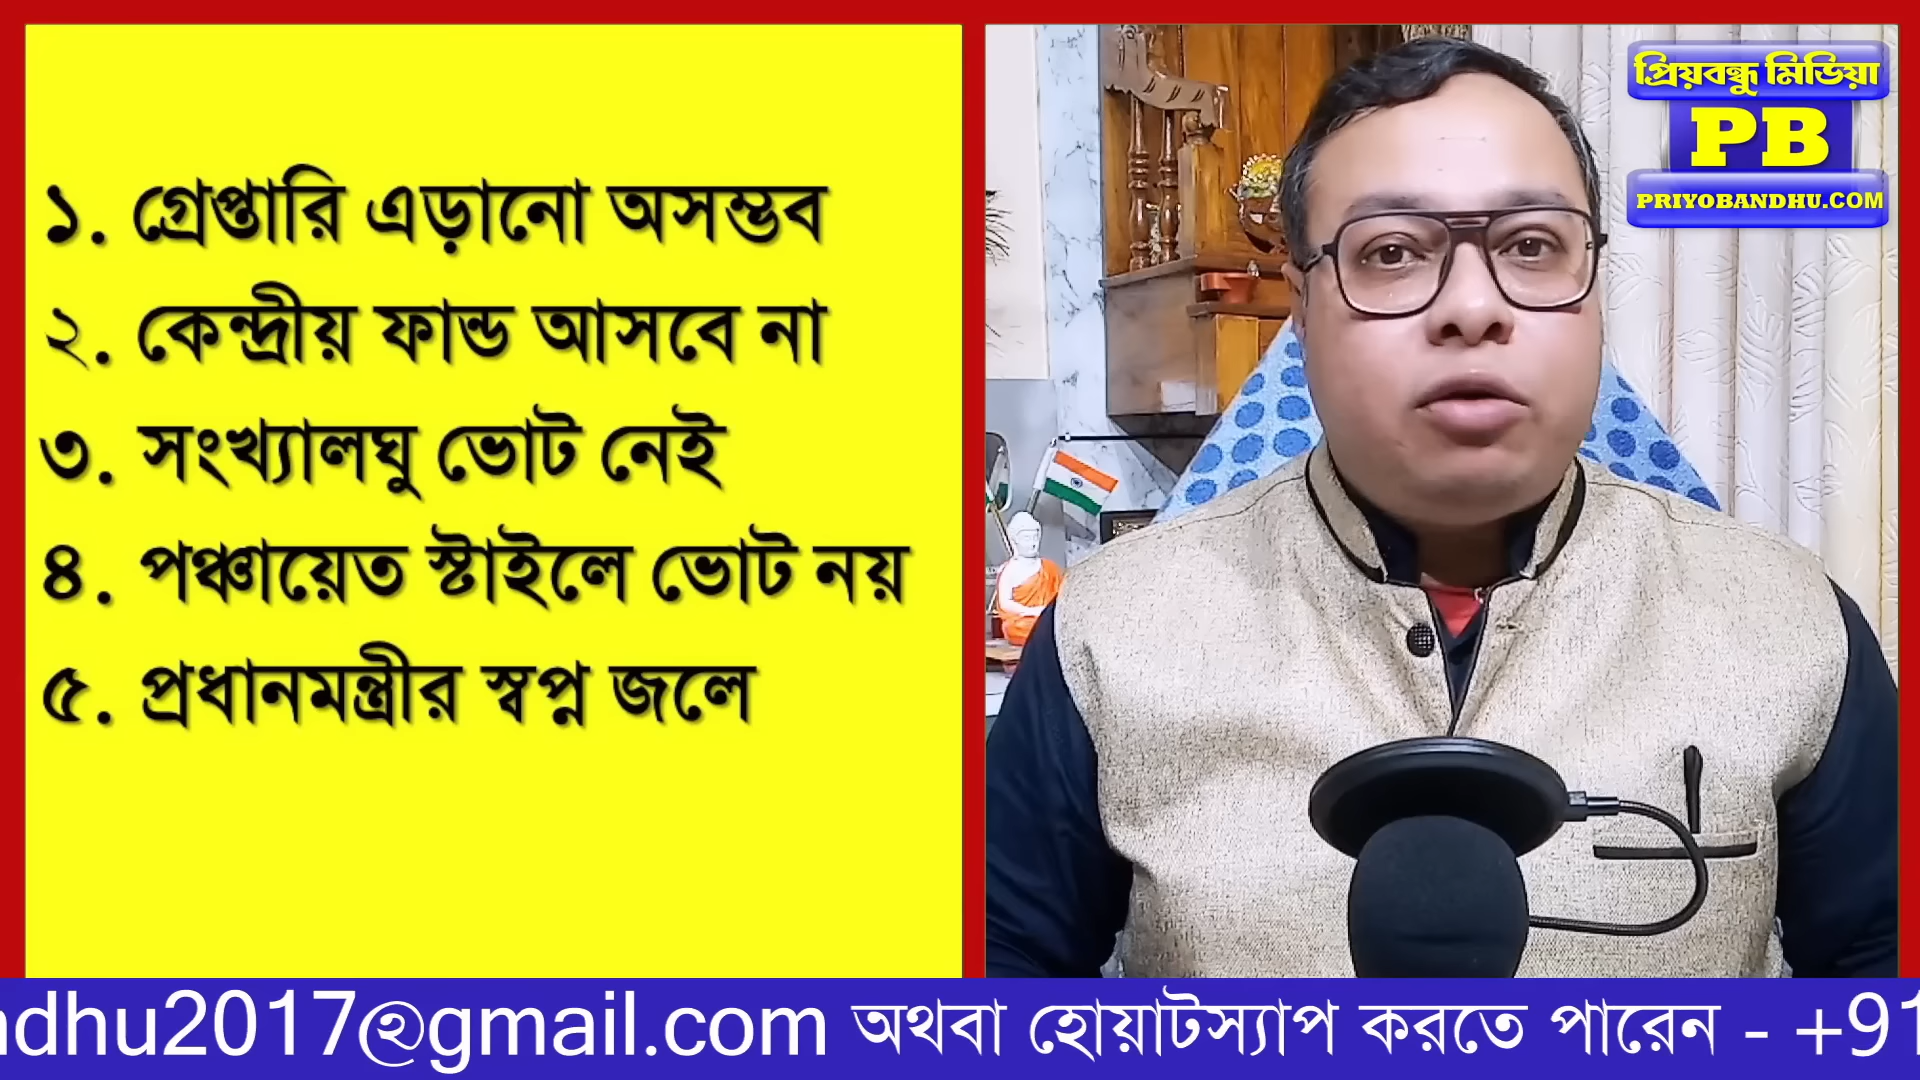 ১. গ্রেপ্তারি এড়ানো অসম্ভব
২. কেন্দ্রীয় ফান্ড আসবে না
৩. সংখ্যালঘু ভোট নেই
৪. পঞ্চায়েত স্টাইলে ভোট নয়
৫. প্রধানমন্ত্রীর স্বপ্ন জলে
প্রিয়বন্ধু মিডিয়া
PB
PRIYOBANDHU.COM
ndhu2017@gmail.com অথবা হোয়াটস্যাপ করতে পারেন - +91